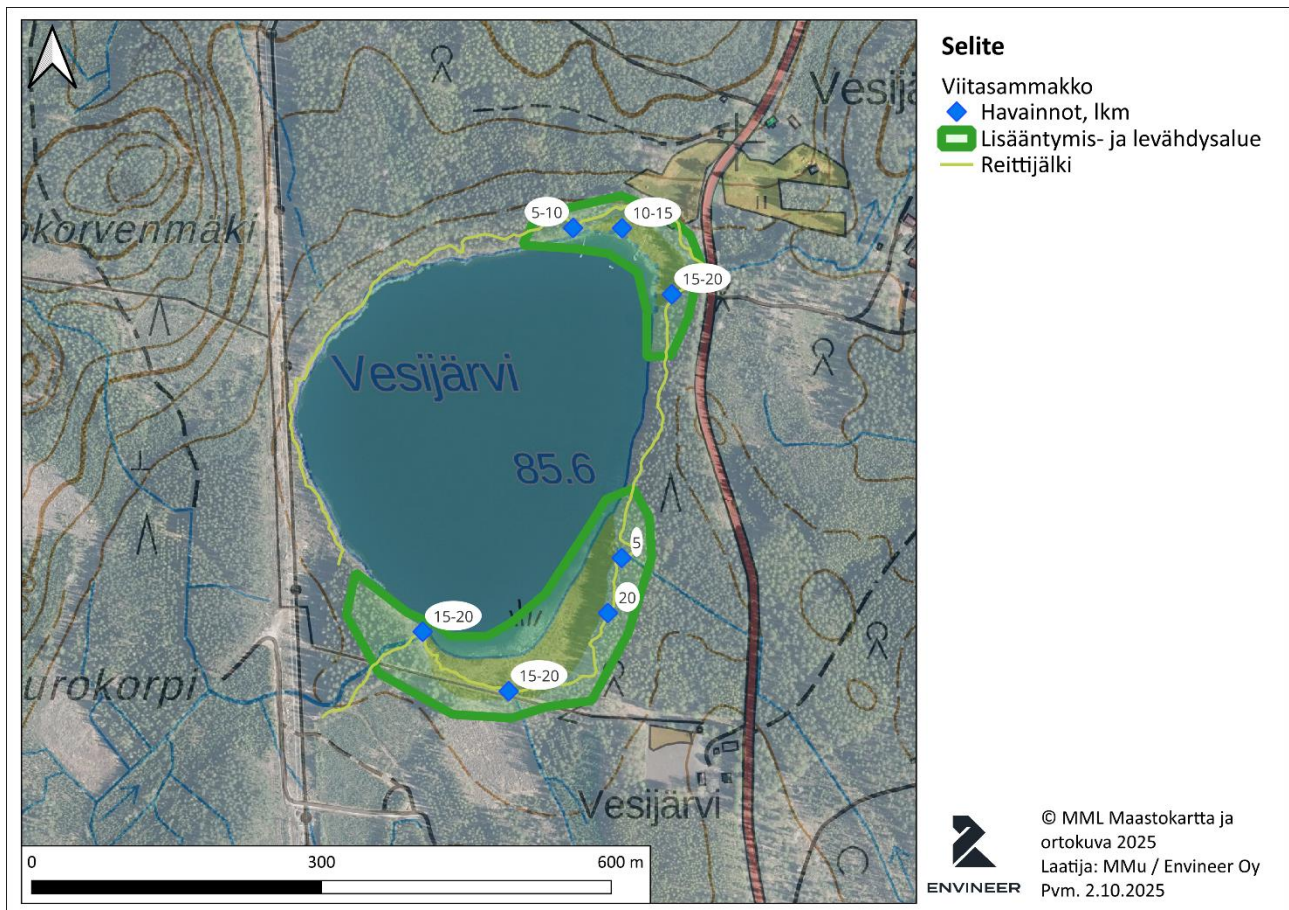 Vesijä
okorvenmäki
5-10
10-15
15-20
Vesijärvi
85.6
5
20
15-20
15-20
urokorpi
Vesijärvi
0 300 600 m
Selite
Viitasammakko
Havainnot, lkm
Lisääntymis- ja levähdysalue
Reittijälki
ENVINEER
© MML Maastokartta ja
ortokuva 2025
Laatija: MMu / Envineer Oy
Pvm. 2.10.2025